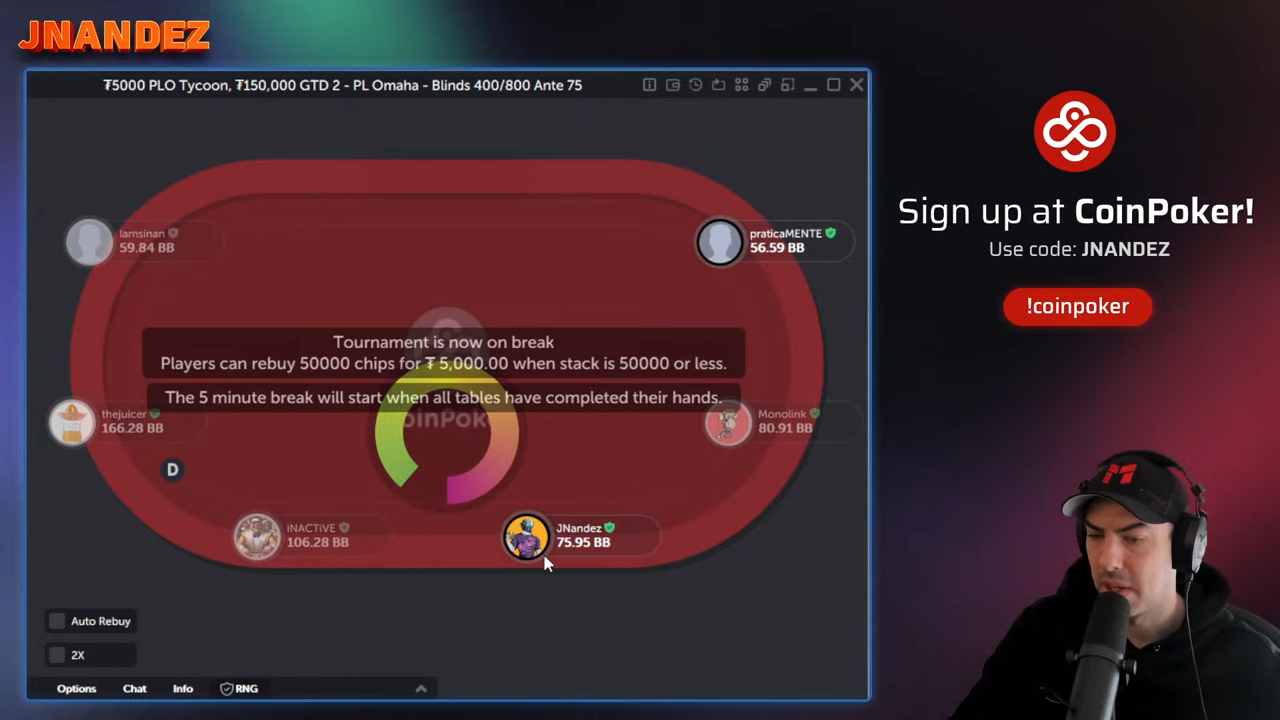 JNANDEZ
₮5000 PLO Tycoon, ₮150,000 GTD 2 - PL Omaha - Blinds 400/800 Ante 75
Iamsinan
59.84 BB
praticaMENTE
56.59 BB
Tournament is now on break
Players can rebuy 50000 chips for ₮ 5,000.00 when stack is 50000 or less.
The 5 minute break will start when all tables have completed their hands.
thejuicer
166.28 BB
Monolink
80.91 BB
D
iNACTiVE
106.28 BB
JNandez
75.95 BB
Auto Rebuy
2X
Options Chat Info RNG
Sign up at CoinPoker!
Use code: JNANDEZ
!coinpoker